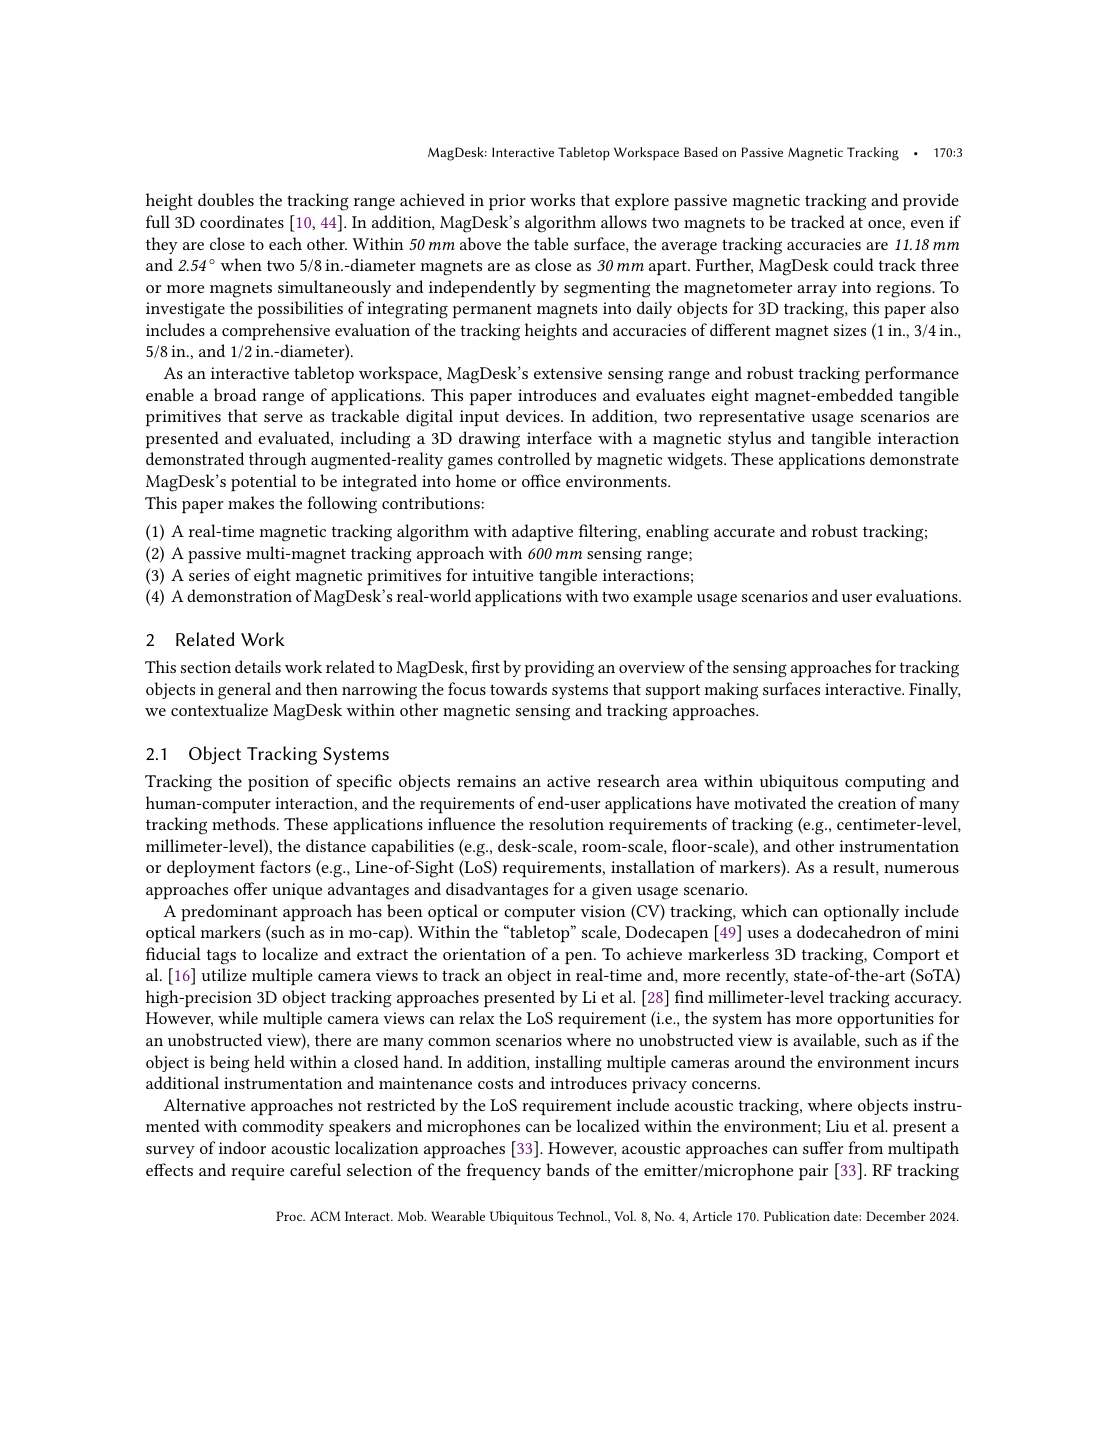 MagDesk: Interactive Tabletop Workspace Based on Passive Magnetic Tracking • 170:3
height doubles the tracking range achieved in prior works that explore passive magnetic tracking and provide
full 3D coordinates [10, 44]. In addition, MagDesk's algorithm allows two magnets to be tracked at once, even if
they are close to each other. Within 50 mm above the table surface, the average tracking accuracies are 11.18 mm
and 2.54° when two 5/8 in.-diameter magnets are as close as 30 mm apart. Further, MagDesk could track three
or more magnets simultaneously and independently by segmenting the magnetometer array into regions. To
investigate the possibilities of integrating permanent magnets into daily objects for 3D tracking, this paper also
includes a comprehensive evaluation of the tracking heights and accuracies of different magnet sizes (1 in., 3/4 in.,
5/8 in., and 1/2 in.-diameter).
As an interactive tabletop workspace, MagDesk's extensive sensing range and robust tracking performance
enable a broad range of applications. This paper introduces and evaluates eight magnet-embedded tangible
primitives that serve as trackable digital input devices. In addition, two representative usage scenarios are
presented and evaluated, including a 3D drawing interface with a magnetic stylus and tangible interaction
demonstrated through augmented-reality games controlled by magnetic widgets. These applications demonstrate
MagDesk's potential to be integrated into home or office environments.
This paper makes the following contributions:
(1) A real-time magnetic tracking algorithm with adaptive filtering, enabling accurate and robust tracking;
(2) A passive multi-magnet tracking approach with 600 mm sensing range;
(3) A series of eight magnetic primitives for intuitive tangible interactions;
(4) A demonstration of MagDesk's real-world applications with two example usage scenarios and user evaluations.
2 Related Work
This section details work related to MagDesk, first by providing an overview of the sensing approaches for tracking
objects in general and then narrowing the focus towards systems that support making surfaces interactive. Finally,
we contextualize MagDesk within other magnetic sensing and tracking approaches.
2.1 Object Tracking Systems
Tracking the position of specific objects remains an active research area within ubiquitous computing and
human-computer interaction, and the requirements of end-user applications have motivated the creation of many
tracking methods. These applications influence the resolution requirements of tracking (e.g., centimeter-level,
millimeter-level), the distance capabilities (e.g., desk-scale, room-scale, floor-scale), and other instrumentation
or deployment factors (e.g., Line-of-Sight (LoS) requirements, installation of markers). As a result, numerous
approaches offer unique advantages and disadvantages for a given usage scenario.
A predominant approach has been optical or computer vision (CV) tracking, which can optionally include
optical markers (such as in mo-cap). Within the “tabletop” scale, Dodecapen [49] uses a dodecahedron of mini
fiducial tags to localize and extract the orientation of a pen. To achieve markerless 3D tracking, Comport et
al. [16] utilize multiple camera views to track an object in real-time and, more recently, state-of-the-art (SoTA)
high-precision 3D object tracking approaches presented by Li et al. [28] find millimeter-level tracking accuracy.
However, while multiple camera views can relax the LoS requirement (i.e., the system has more opportunities for
an unobstructed view), there are many common scenarios where no unobstructed view is available, such as if the
object is being held within a closed hand. In addition, installing multiple cameras around the environment incurs
additional instrumentation and maintenance costs and introduces privacy concerns.
Alternative approaches not restricted by the LoS requirement include acoustic tracking, where objects instru-
mented with commodity speakers and microphones can be localized within the environment; Liu et al. present a
survey of indoor acoustic localization approaches [33]. However, acoustic approaches can suffer from multipath
effects and require careful selection of the frequency bands of the emitter/microphone pair [33]. RF tracking
Proc. ACM Interact. Mob. Wearable Ubiquitous Technol., Vol. 8, No. 4, Article 170. Publication date: December 2024.